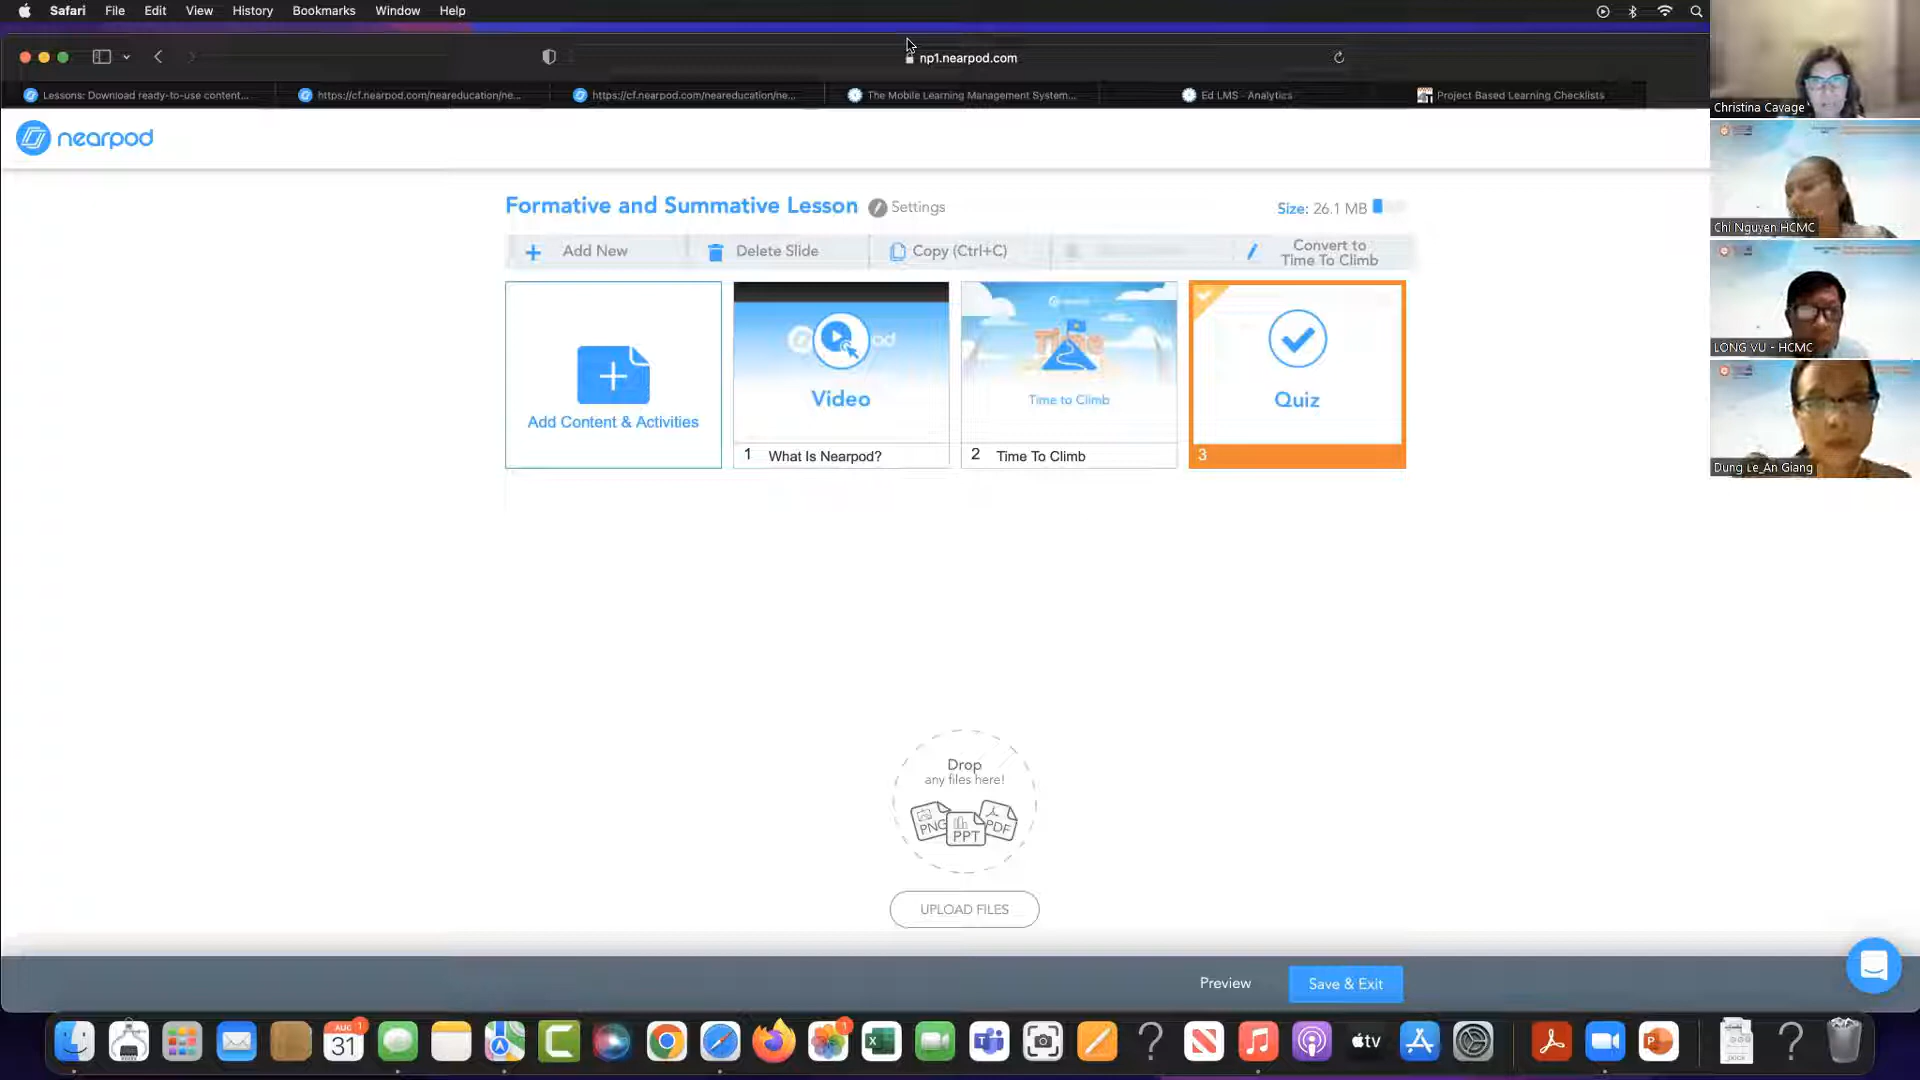 Safari File Edit View History Bookmarks Window Help
np1.nearpod.com
Lessons: Download ready-to-use content...
https://cf.nearpod.com/neareducation/ne...
https://cf.nearpod.com/neareducation/ne...
The Mobile Learning Management System...
Ed LMS - Analytics
Project Based Learning Checklists
nearpod
Formative and Summative Lesson
Settings
Size: 26.1 MB
Add New
Delete Slide
Copy (Ctrl+C)
Convert to
Time To Climb
Add Content & Activities
Video
1 What Is Nearpod?
Time
Time to Climb
2 Time To Climb
Quiz
3
Drop
any files here!
PNG
PPT
PDF
UPLOAD FILES
Preview
Save & Exit
Christina Cavage
Chi Nguyen HCMC
LONG VU - HCMC
Dung Le_An Giang
AUG
31
1
1
tv